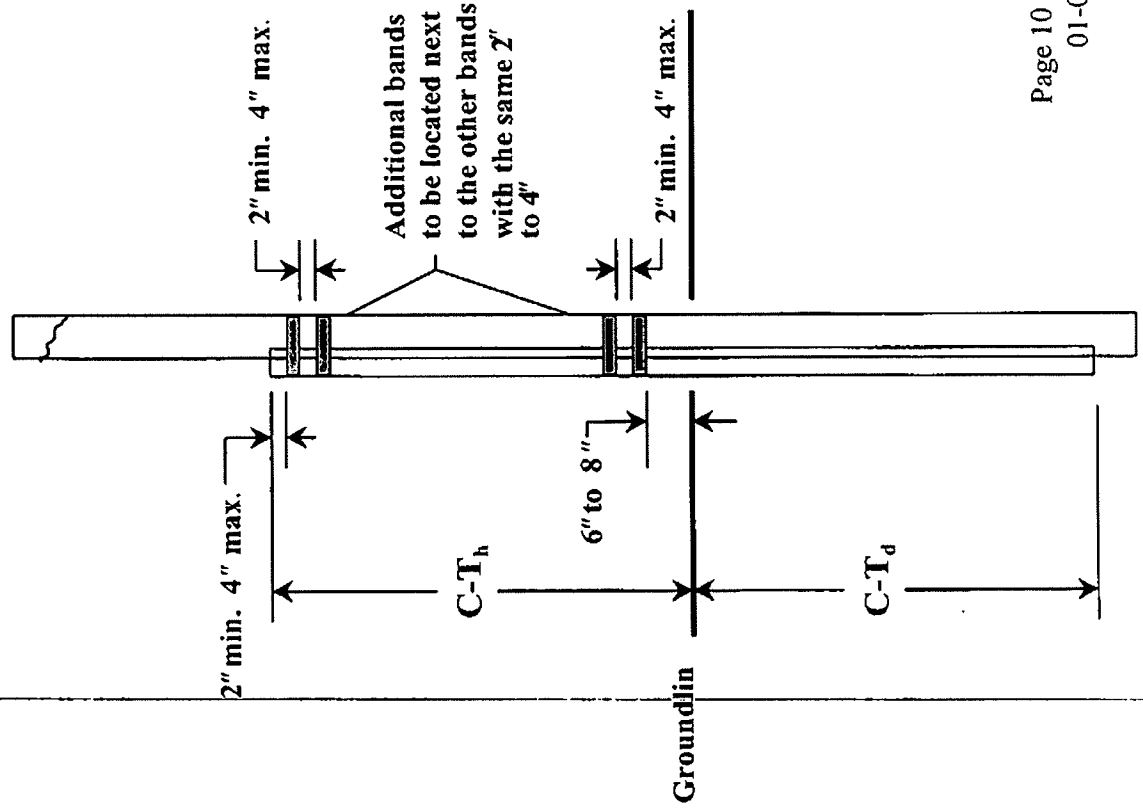 2" min. 4" max.
2" min. 4" max.
Additional bands
to be located next
to the other bands
with the same 2"
to 4"
C-Th
6" to 8"
2" min. 4" max.
Groundlin
C-Td
Page 10
01-0